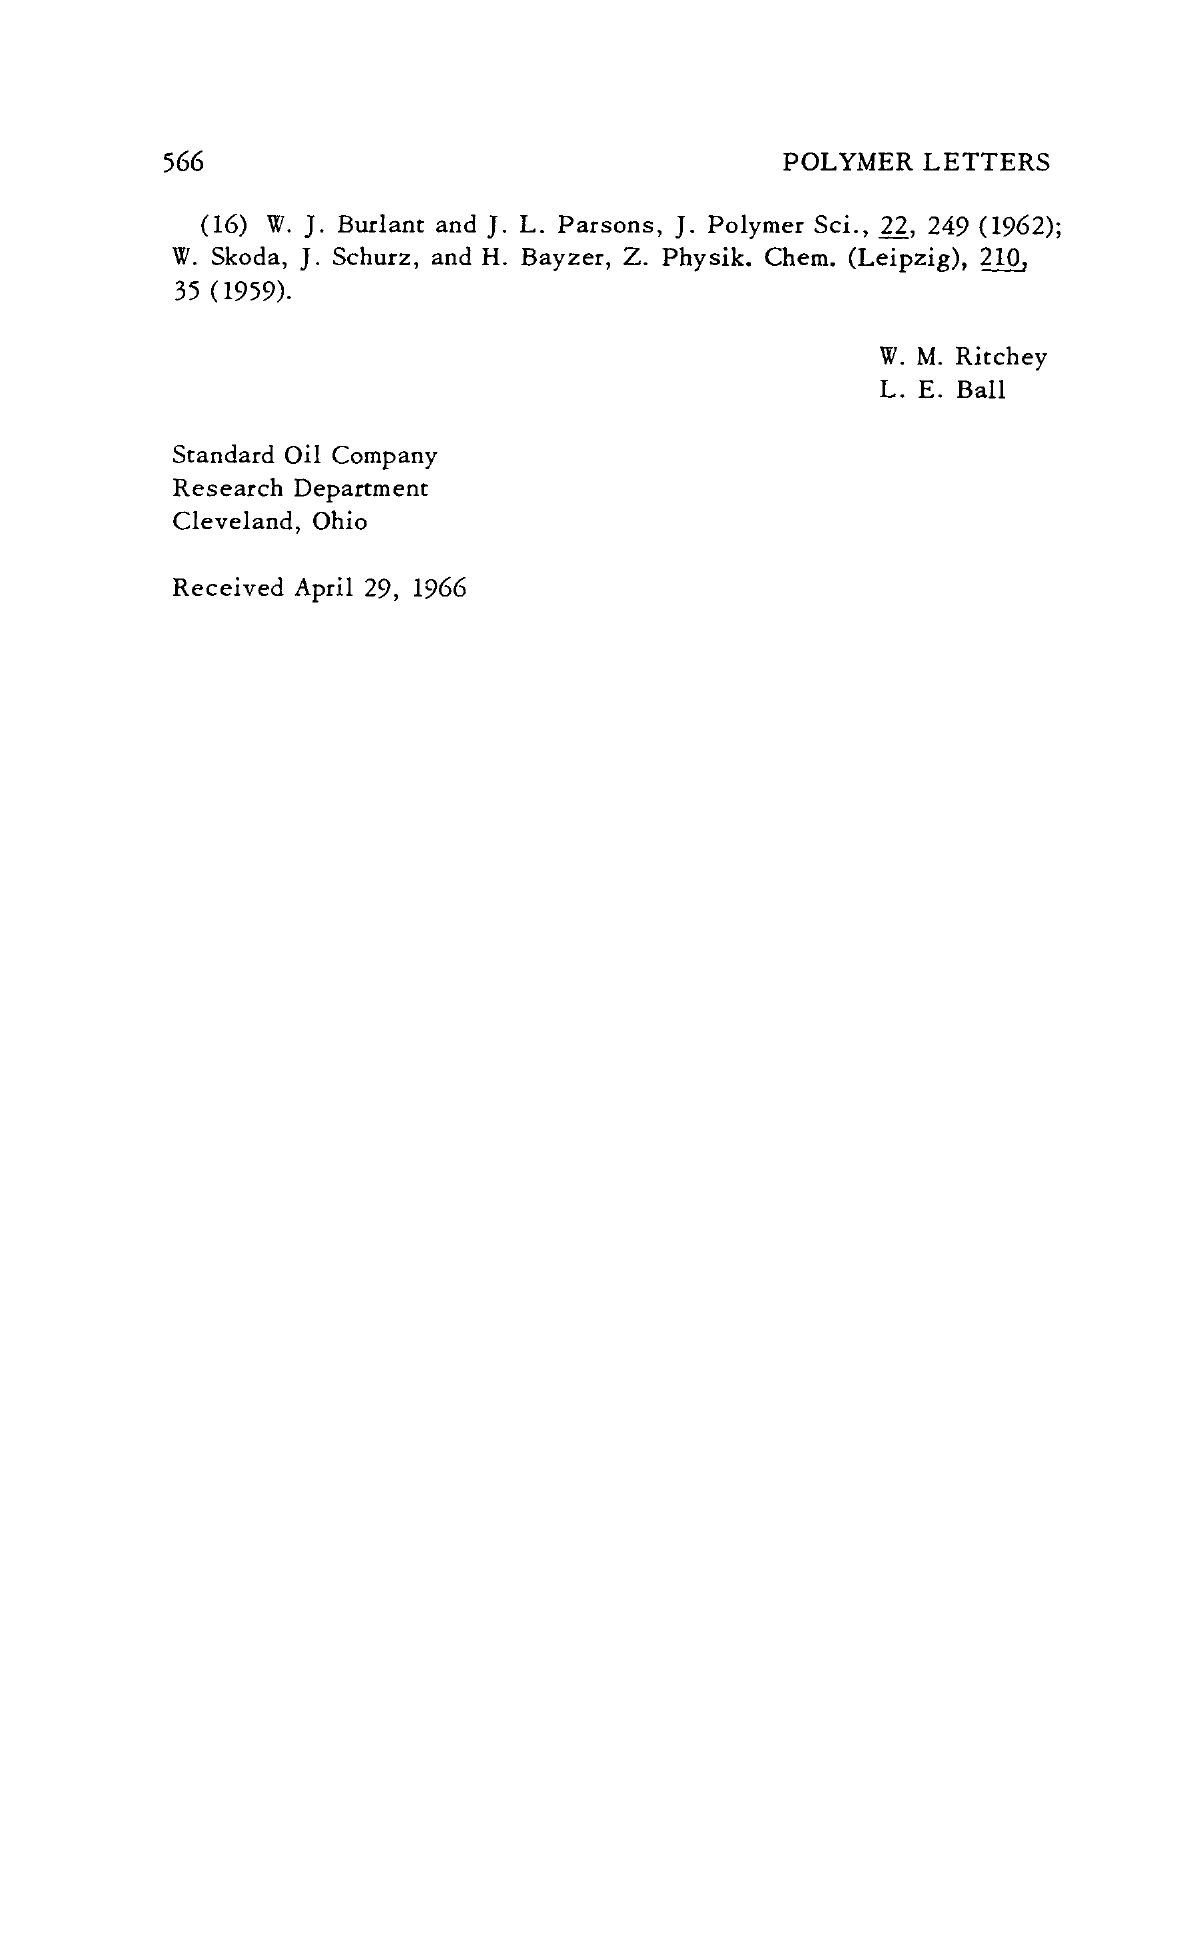 566 POLYMER LETTERS
(16) W. J. Burlant and J. L. Parsons, J. Polymer Sci., 22, 249 (1962);
W. Skoda, J. Schurz, and H. Bayzer, Z. Physik. Chem. (Leipzig), 210,
35 (1959).
W. M. Ritchey
L. E. Ball
Standard Oil Company
Research Department
Cleveland, Ohio
Received April 29, 1966